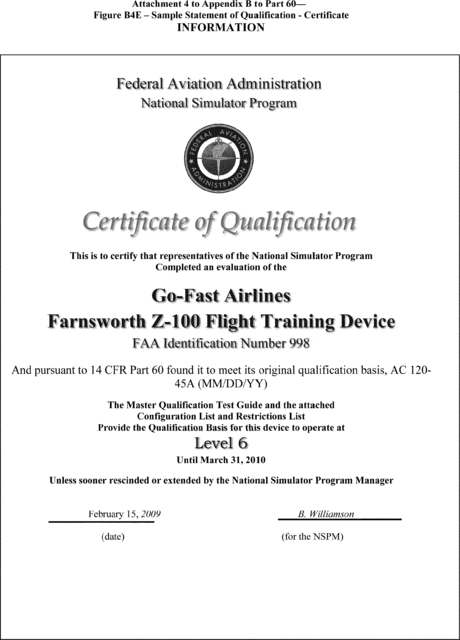 Attachment 4 to Appendix B to Part 60—
Figure B4E – Sample Statement of Qualification - Certificate
INFORMATION
Federal Aviation Administration
National Simulator Program
FEDERAL AVIATION
ADMINISTRATION
Certificate of Qualification
This is to certify that representatives of the National Simulator Program
Completed an evaluation of the
Go-Fast Airlines
Farnsworth Z-100 Flight Training Device
FAA Identification Number 998
And pursuant to 14 CFR Part 60 found it to meet its original qualification basis, AC 120-
45A (MM/DD/YY)
The Master Qualification Test Guide and the attached
Configuration List and Restrictions List
Provide the Qualification Basis for this device to operate at
Level 6
Until March 31, 2010
Unless sooner rescinded or extended by the National Simulator Program Manager
February 15, 2009 B. Williamson
(date) (for the NSPM)